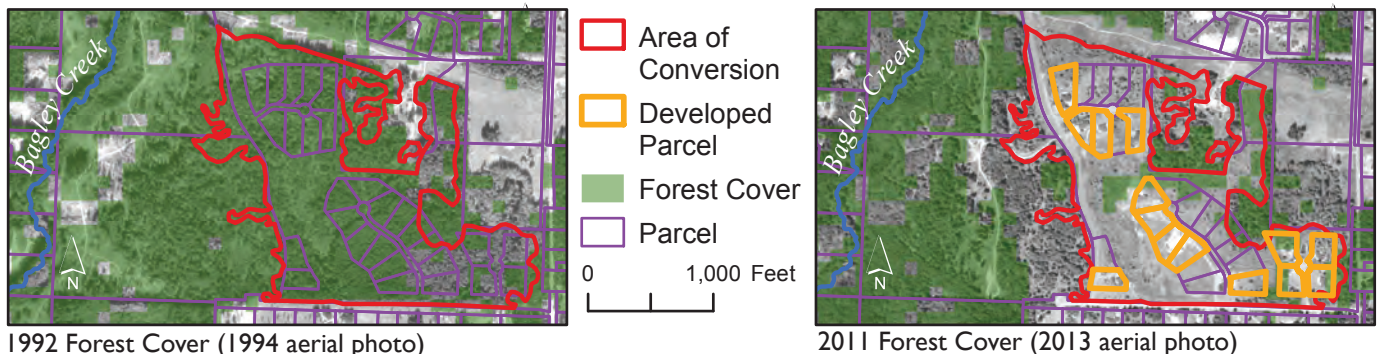 Bagley Creek
N
1992 Forest Cover (1994 aerial photo)
Area of
Conversion
Developed
Parcel
Forest Cover
Parcel
0 1,000 Feet
Bagley Creek
N
2011 Forest Cover (2013 aerial photo)